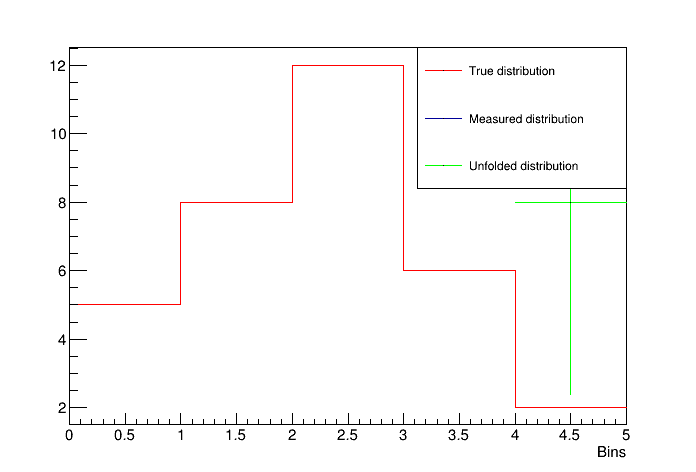 12
True distribution
Measured distribution
10
Unfolded distribution
8
6
4
2
0 0.5 1 1.5 2 2.5 3 3.5 4 4.5 5
Bins